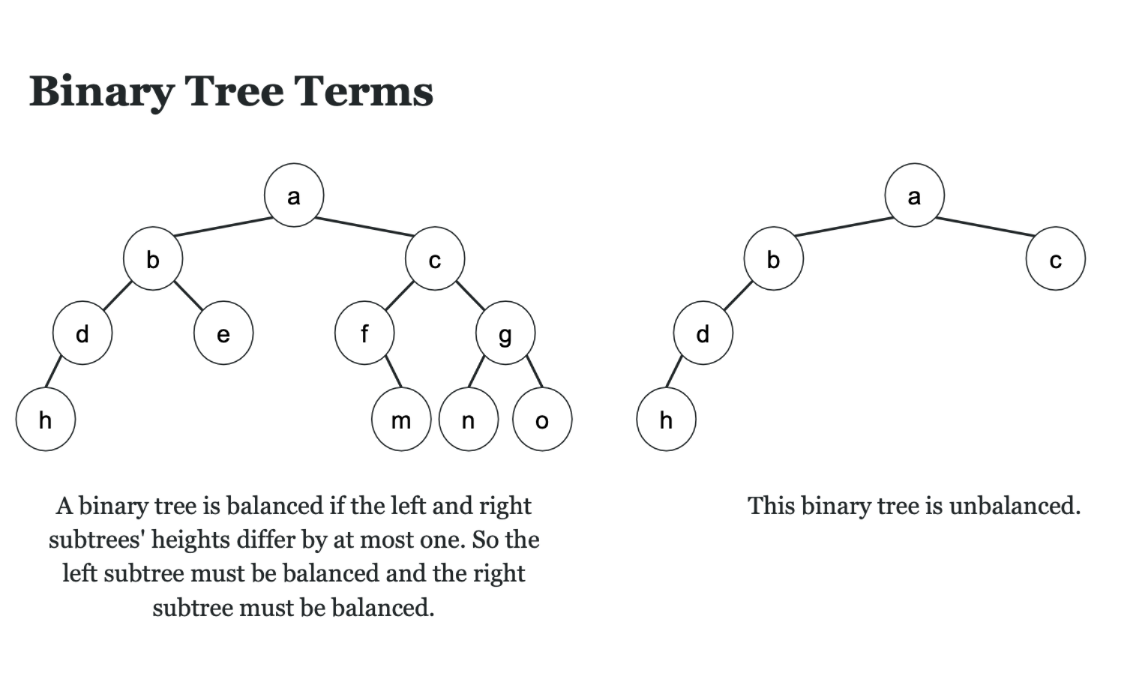 Binary Tree Terms
a
b c
d e f g
h m n o
a
b c
d
h
A binary tree is balanced if the left and right
subtrees' heights differ by at most one. So the
left subtree must be balanced and the right
subtree must be balanced.
This binary tree is unbalanced.